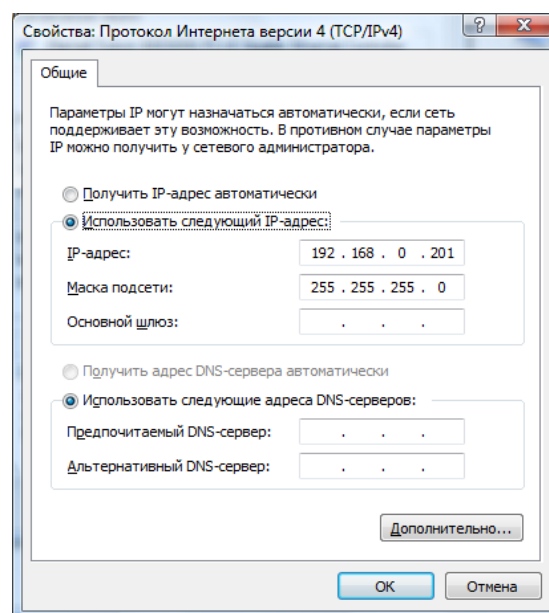 Свойства: Протокол Интернета версии 4 (TCP/IPv4)
Общие
Параметры IP могут назначаться автоматически, если сеть
поддерживает эту возможность. В противном случае параметры
IP можно получить у сетевого администратора.
Получить IP-адрес автоматически
Использовать следующий IP-адрес:
IP-адрес: 192 . 168 . 0 . 201
Маска подсети: 255 . 255 . 255 . 0
Основной шлюз: . . .
Получить адрес DNS-сервера автоматически
Использовать следующие адреса DNS-серверов:
Предпочитаемый DNS-сервер: . . .
Альтернативный DNS-сервер: . . .
Дополнительно...
OK Отмена